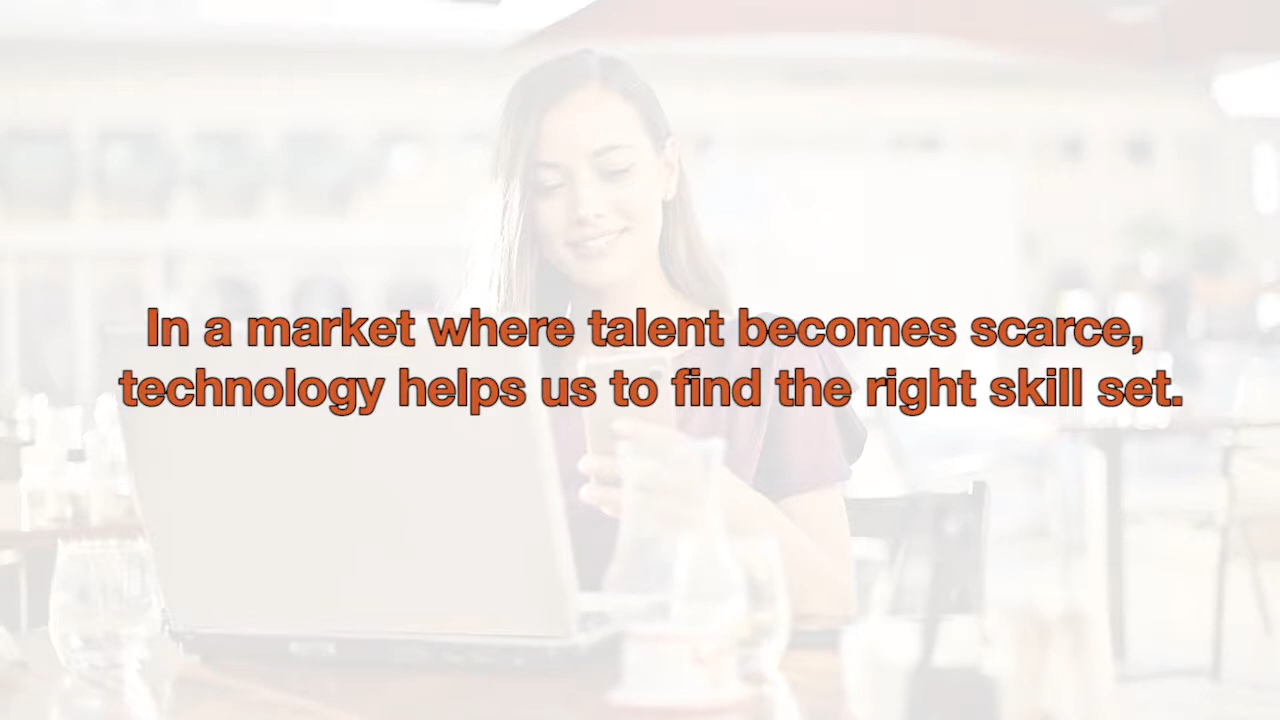 In a market where talent becomes scarce,
technology helps us to find the right skill set.